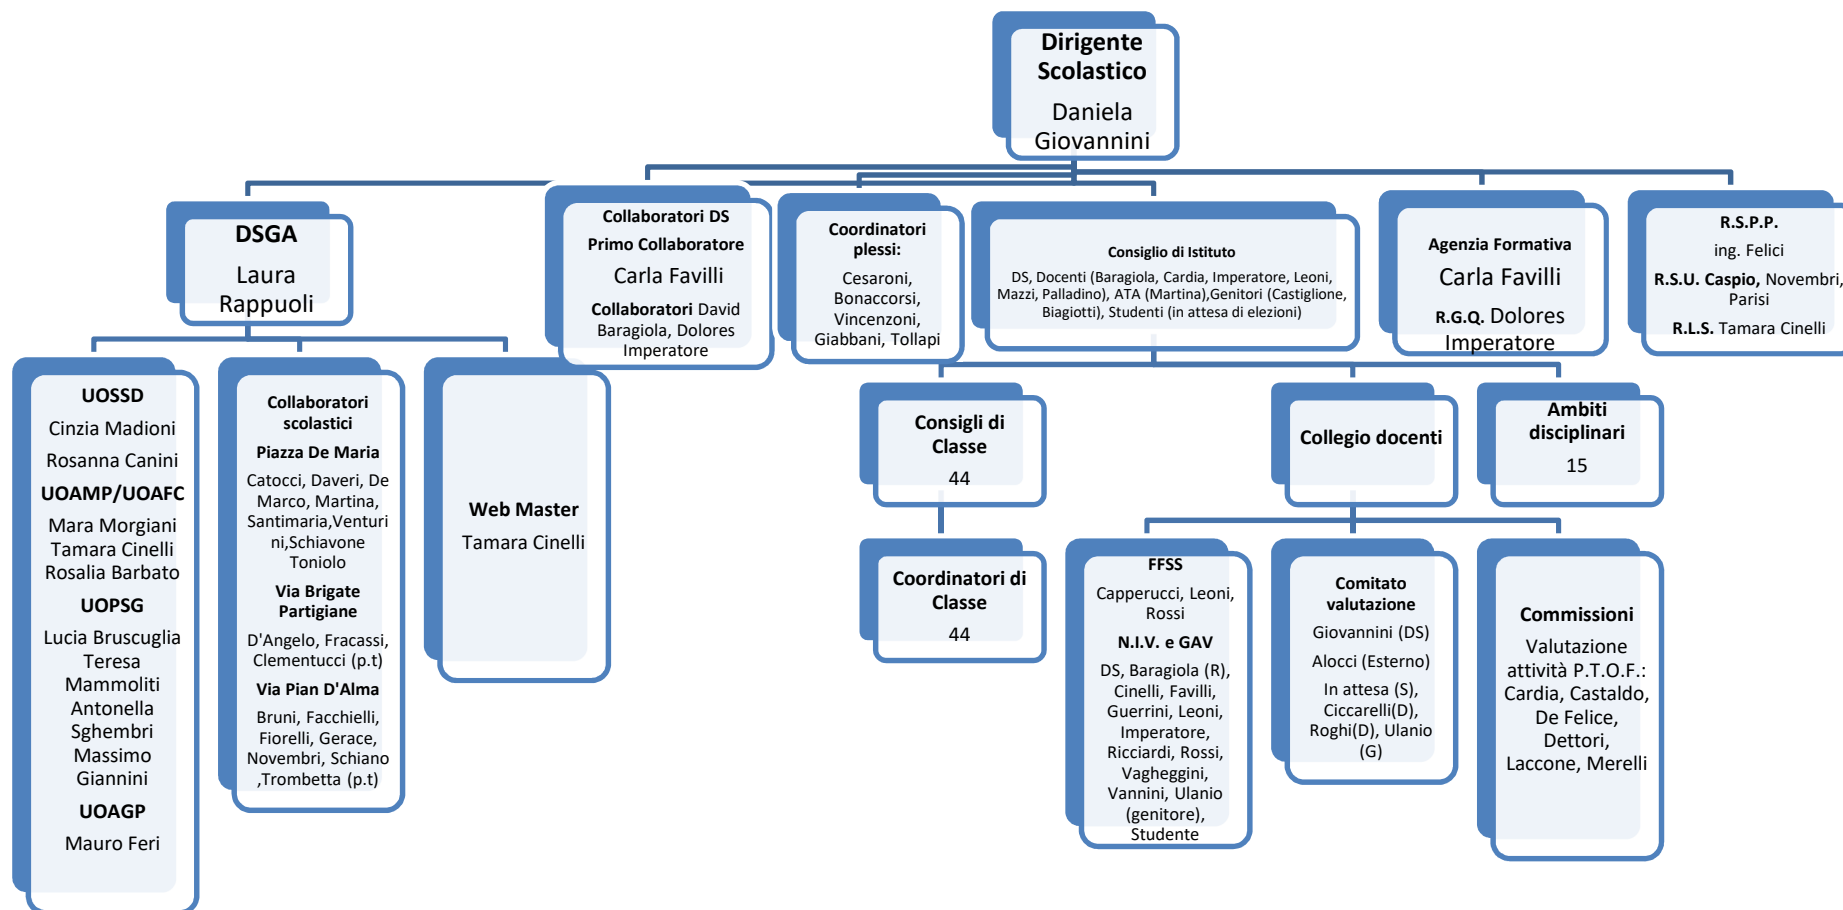 Dirigente
Scolastico
Daniela
Giovannini
DSGA
Laura
Rappuoli
Collaboratori DS
Primo Collaboratore
Carla Favilli
Collaboratori David
Baragiola, Dolores
Imperatore
Coordinatori
plessi:
Cesaroni,
Bonaccorsi,
Vincenzoni,
Giabbani, Tollapi
Consiglio di Istituto
DS, Docenti (Baragiola, Cardia, Imperatore, Leoni,
Mazzi, Palladino), ATA (Martina),Genitori (Castiglione,
Biagiotti), Studenti (in attesa di elezioni)
Agenzia Formativa
Carla Favilli
R.G.Q. Dolores
Imperatore
R.S.P.P.
ing. Felici
R.S.U. Caspio, Novembri,
Parisi
R.L.S. Tamara Cinelli
UOSSD
Cinzia Madioni
Rosanna Canini
UOAMP/UOAFC
Mara Morgiani
Tamara Cinelli
Rosalia Barbato
UOPSG
Lucia Bruscuglia
Teresa
Mammoliti
Antonella
Sghembri
Massimo
Giannini
UOAGP
Mauro Feri
Collaboratori
scolastici
Piazza De Maria
Catocci, Daveri, De
Marco, Martina,
Santimaria,Venturi
ni,Schiavone
Toniolo
Via Brigate
Partigiane
D'Angelo, Fracassi,
Clementucci (p.t)
Via Pian D'Alma
Bruni, Facchielli,
Fiorelli, Gerace,
Novembri, Schiano
,Trombetta (p.t)
Web Master
Tamara Cinelli
Consigli di
Classe
44
Coordinatori di
Classe
44
Collegio docenti
Ambiti
disciplinari
15
FFSS
Capperucci, Leoni,
Rossi
N.I.V. e GAV
DS, Baragiola (R),
Cinelli, Favilli,
Guerrini, Leoni,
Imperatore,
Ricciardi, Rossi,
Vagheggini,
Vannini, Ulanio
(genitore),
Studente
Comitato
valutazione
Giovannini (DS)
Alocci (Esterno)
In attesa (S),
Ciccarelli(D),
Roghi(D), Ulanio
(G)
Commissioni
Valutazione
attività P.T.O.F.:
Cardia, Castaldo,
De Felice,
Dettori,
Laccone, Merelli